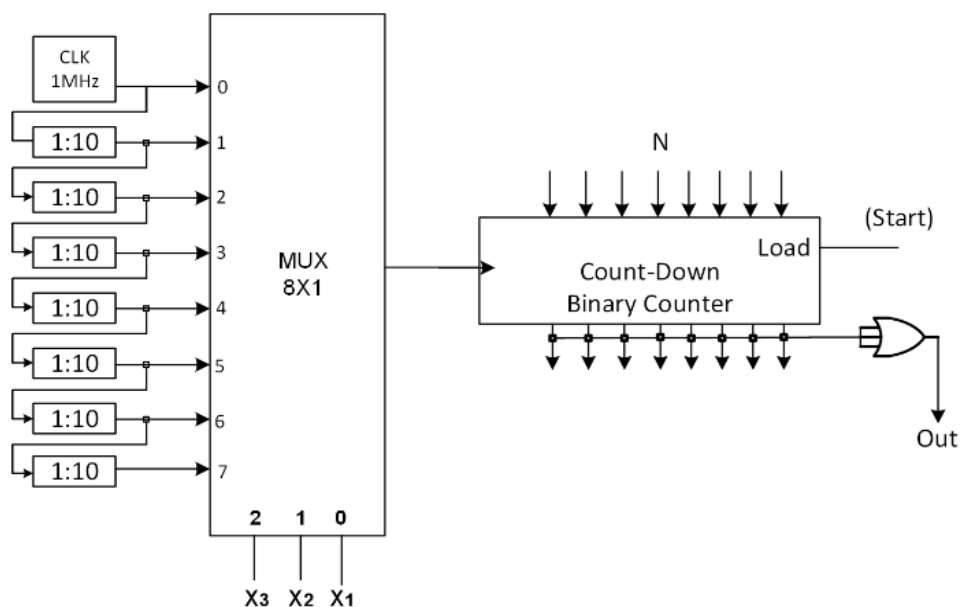 CLK
1MHz
0
1:10
1
1:10
2
1:10
3
1:10
4
1:10
5
1:10
6
1:10
7
MUX
8X1
2 1 0
X3 X2 X1
N
(Start)
Load
Count-Down
Binary Counter
Out